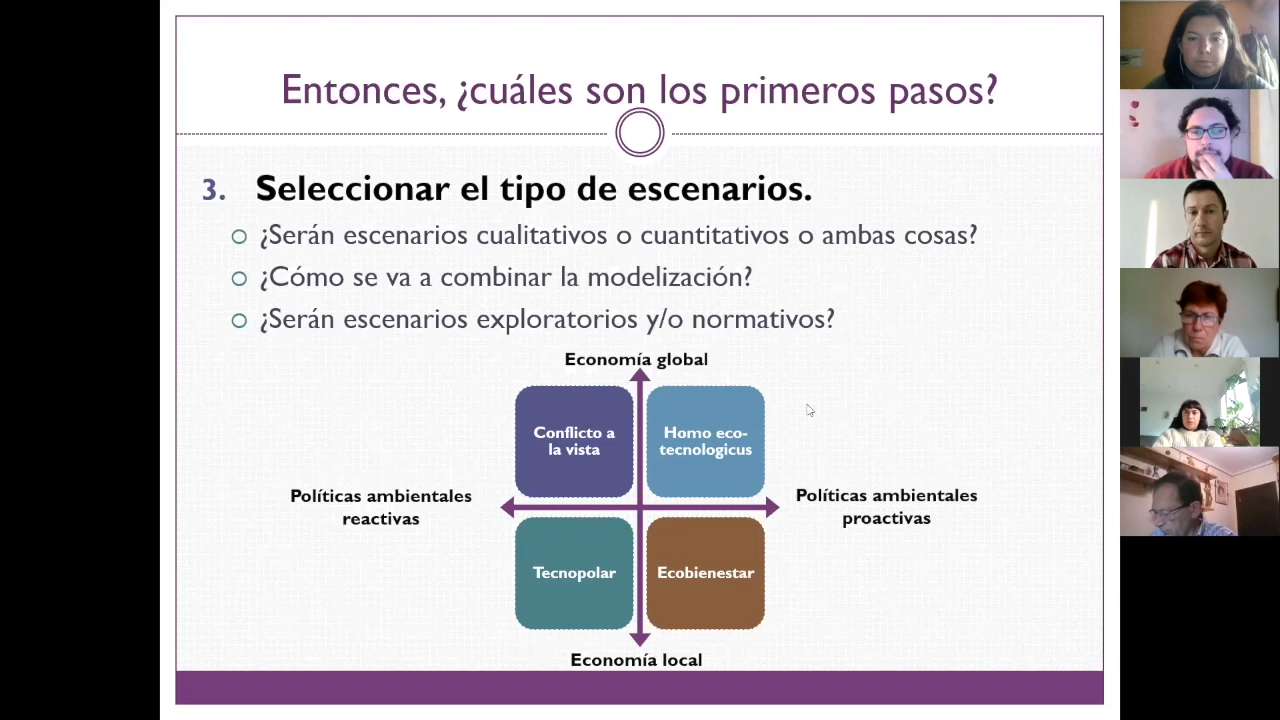 Entonces, ¿cuáles son los primeros pasos?
3. Seleccionar el tipo de escenarios.
¿Serán escenarios cualitativos o cuantitativos o ambas cosas?
¿Cómo se va a combinar la modelización?
¿Serán escenarios exploratorios y/o normativos?
Economía global
Conflicto a
la vista
Homo eco-
tecnologicus
Políticas ambientales
reactivas
Políticas ambientales
proactivas
Tecnopolar
Ecobienestar
Economía local